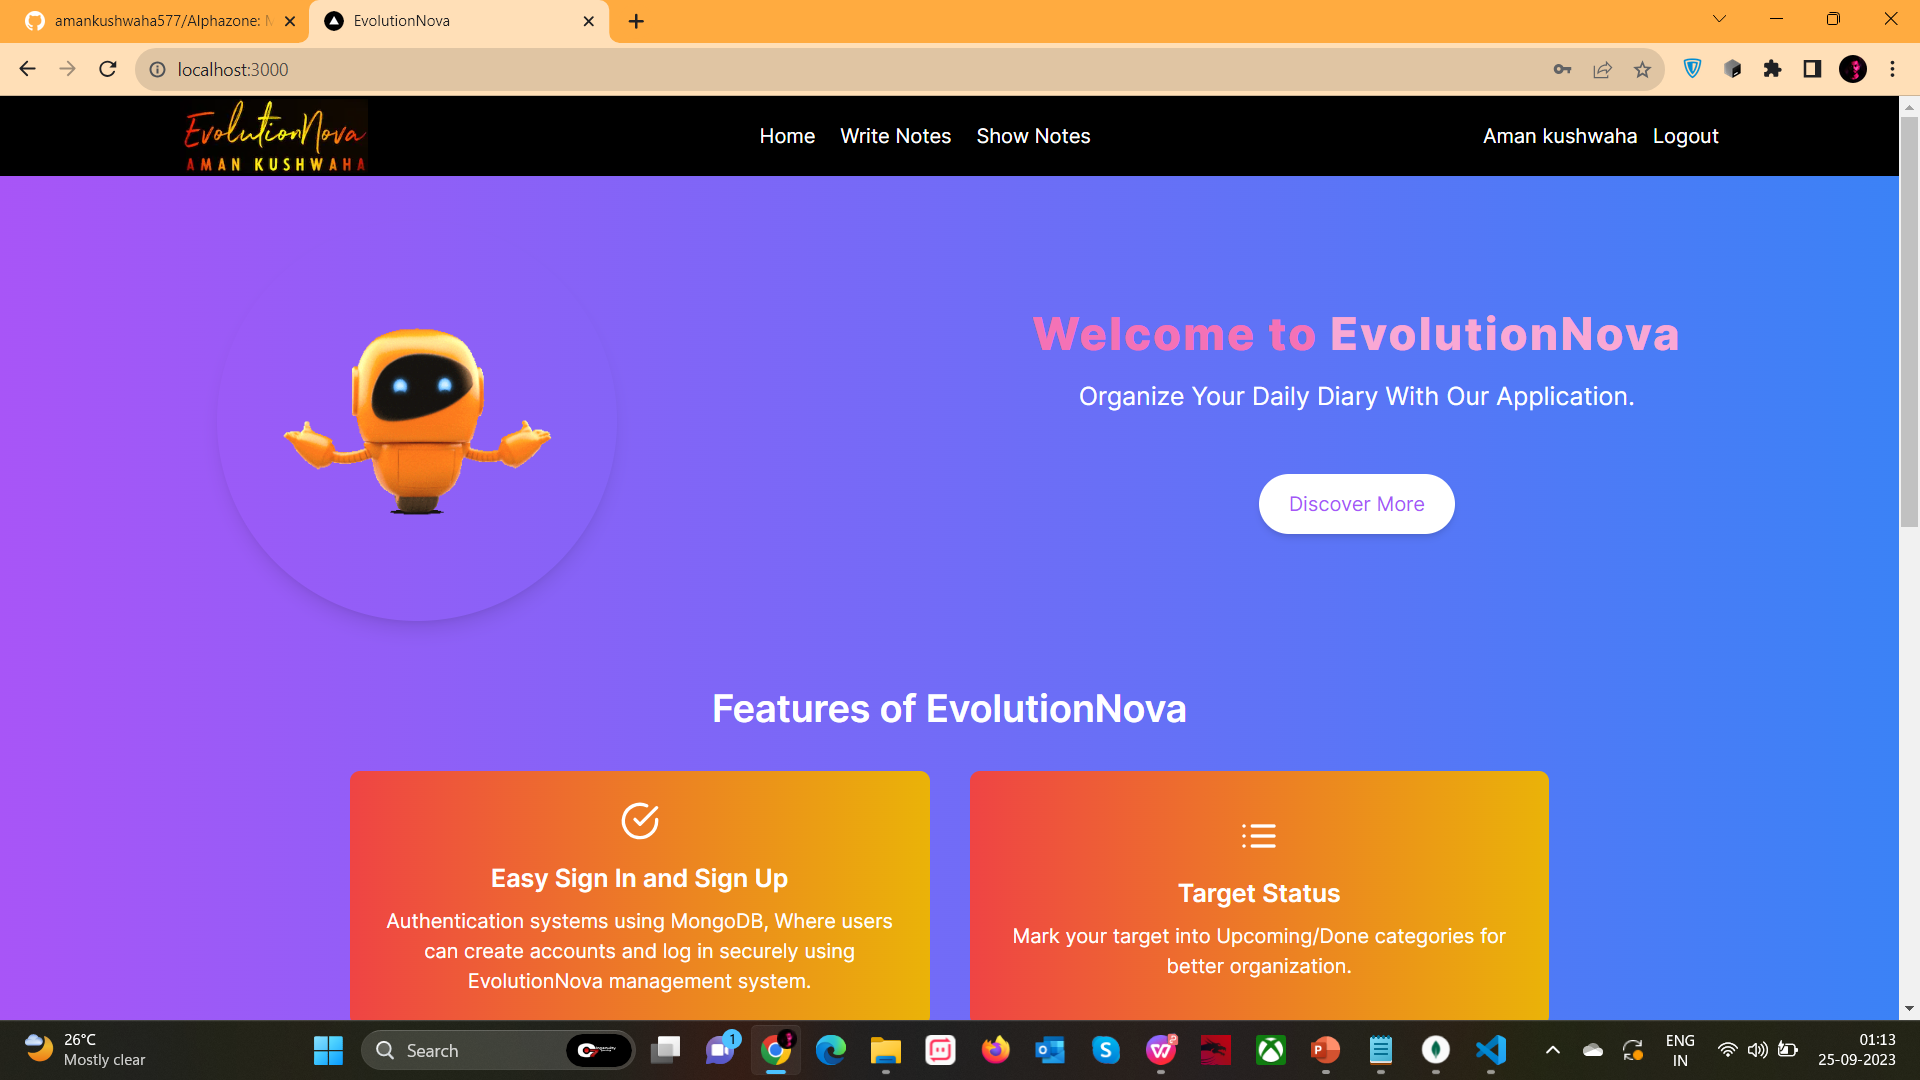 amankushwaha577/Alphazone: M
EvolutionNova
localhost:3000
EvolutionNova
AMAN KUSHWAHA
Home
Write Notes
Show Notes
Aman kushwaha
Logout
Welcome to EvolutionNova
Organize Your Daily Diary With Our Application.
Discover More
Features of EvolutionNova
Easy Sign In and Sign Up
Authentication systems using MongoDB, Where users
can create accounts and log in securely using
EvolutionNova management system.
Target Status
Mark your target into Upcoming/Done categories for
better organization.
26°C
Mostly clear
Search
1
ENG
IN
01:13
25-09-2023